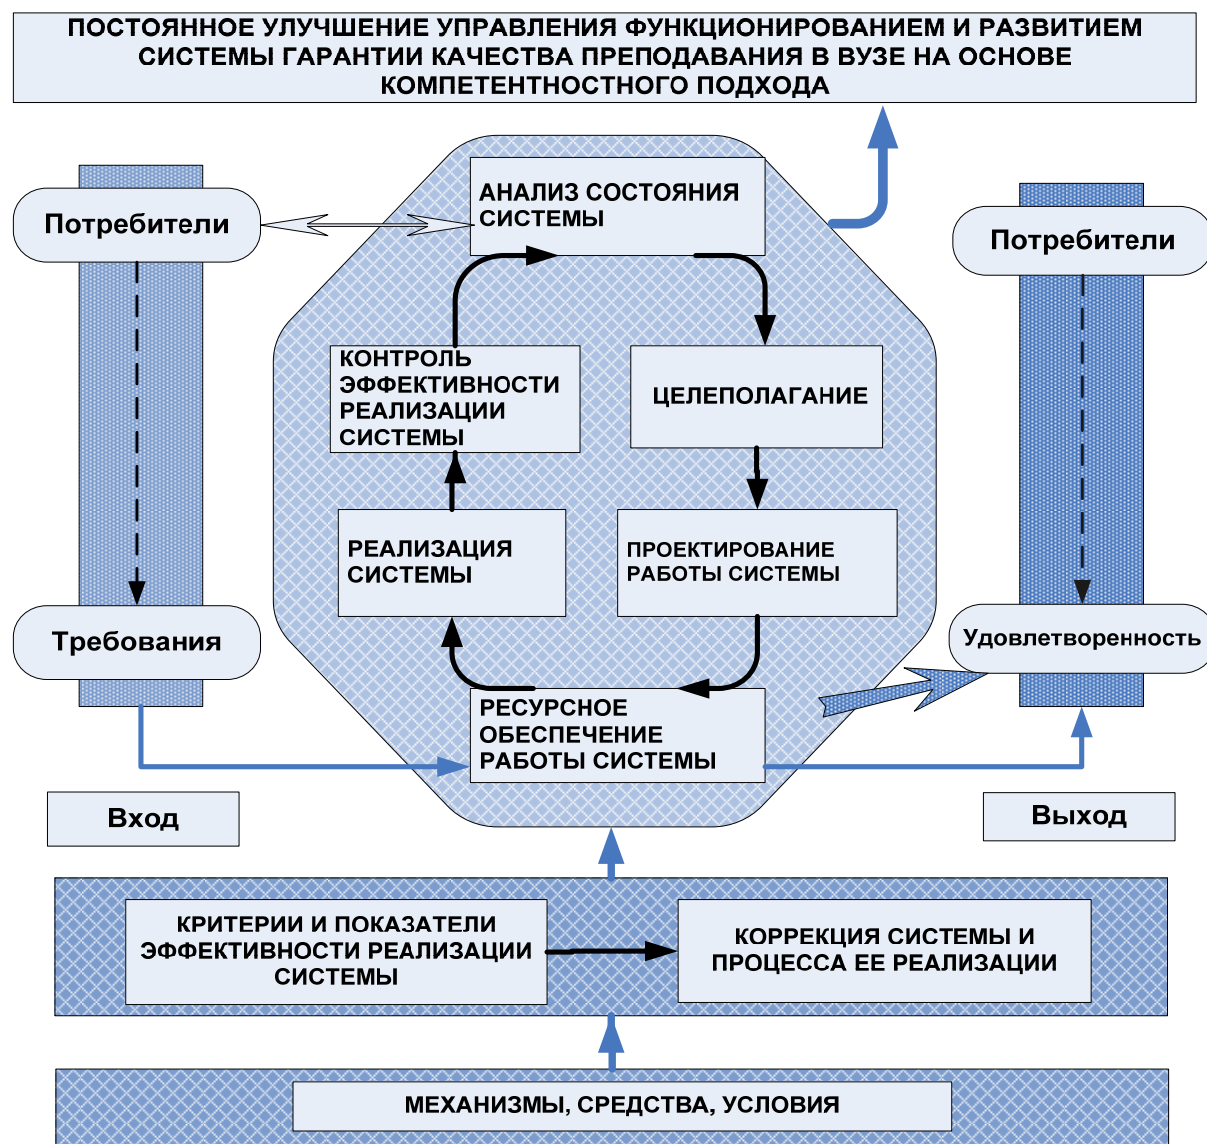 ПОСТОЯННОЕ УЛУЧШЕНИЕ УПРАВЛЕНИЯ ФУНКЦИОНИРОВАНИЕМ И РАЗВИТИЕМ
СИСТЕМЫ ГАРАНТИИ КАЧЕСТВА ПРЕПОДАВАНИЯ В ВУЗЕ НА ОСНОВЕ
КОМПЕТЕНТНОСТНОГО ПОДХОДА
АНАЛИЗ СОСТОЯНИЯ
СИСТЕМЫ
Потребители
Потребители
КОНТРОЛЬ
ЭФФЕКТИВНОСТИ
РЕАЛИЗАЦИИ
СИСТЕМЫ
ЦЕЛЕПОЛАГАНИЕ
РЕАЛИЗАЦИЯ
СИСТЕМЫ
ПРОЕКТИРОВАНИЕ
РАБОТЫ СИСТЕМЫ
Требования
Удовлетворенность
РЕСУРСНОЕ
ОБЕСПЕЧЕНИЕ
РАБОТЫ СИСТЕМЫ
Вход
Выход
КРИТЕРИИ И ПОКАЗАТЕЛИ
ЭФФЕКТИВНОСТИ РЕАЛИЗАЦИИ
СИСТЕМЫ
КОРРЕКЦИЯ СИСТЕМЫ И
ПРОЦЕССА ЕЕ РЕАЛИЗАЦИИ
МЕХАНИЗМЫ, СРЕДСТВА, УСЛОВИЯ